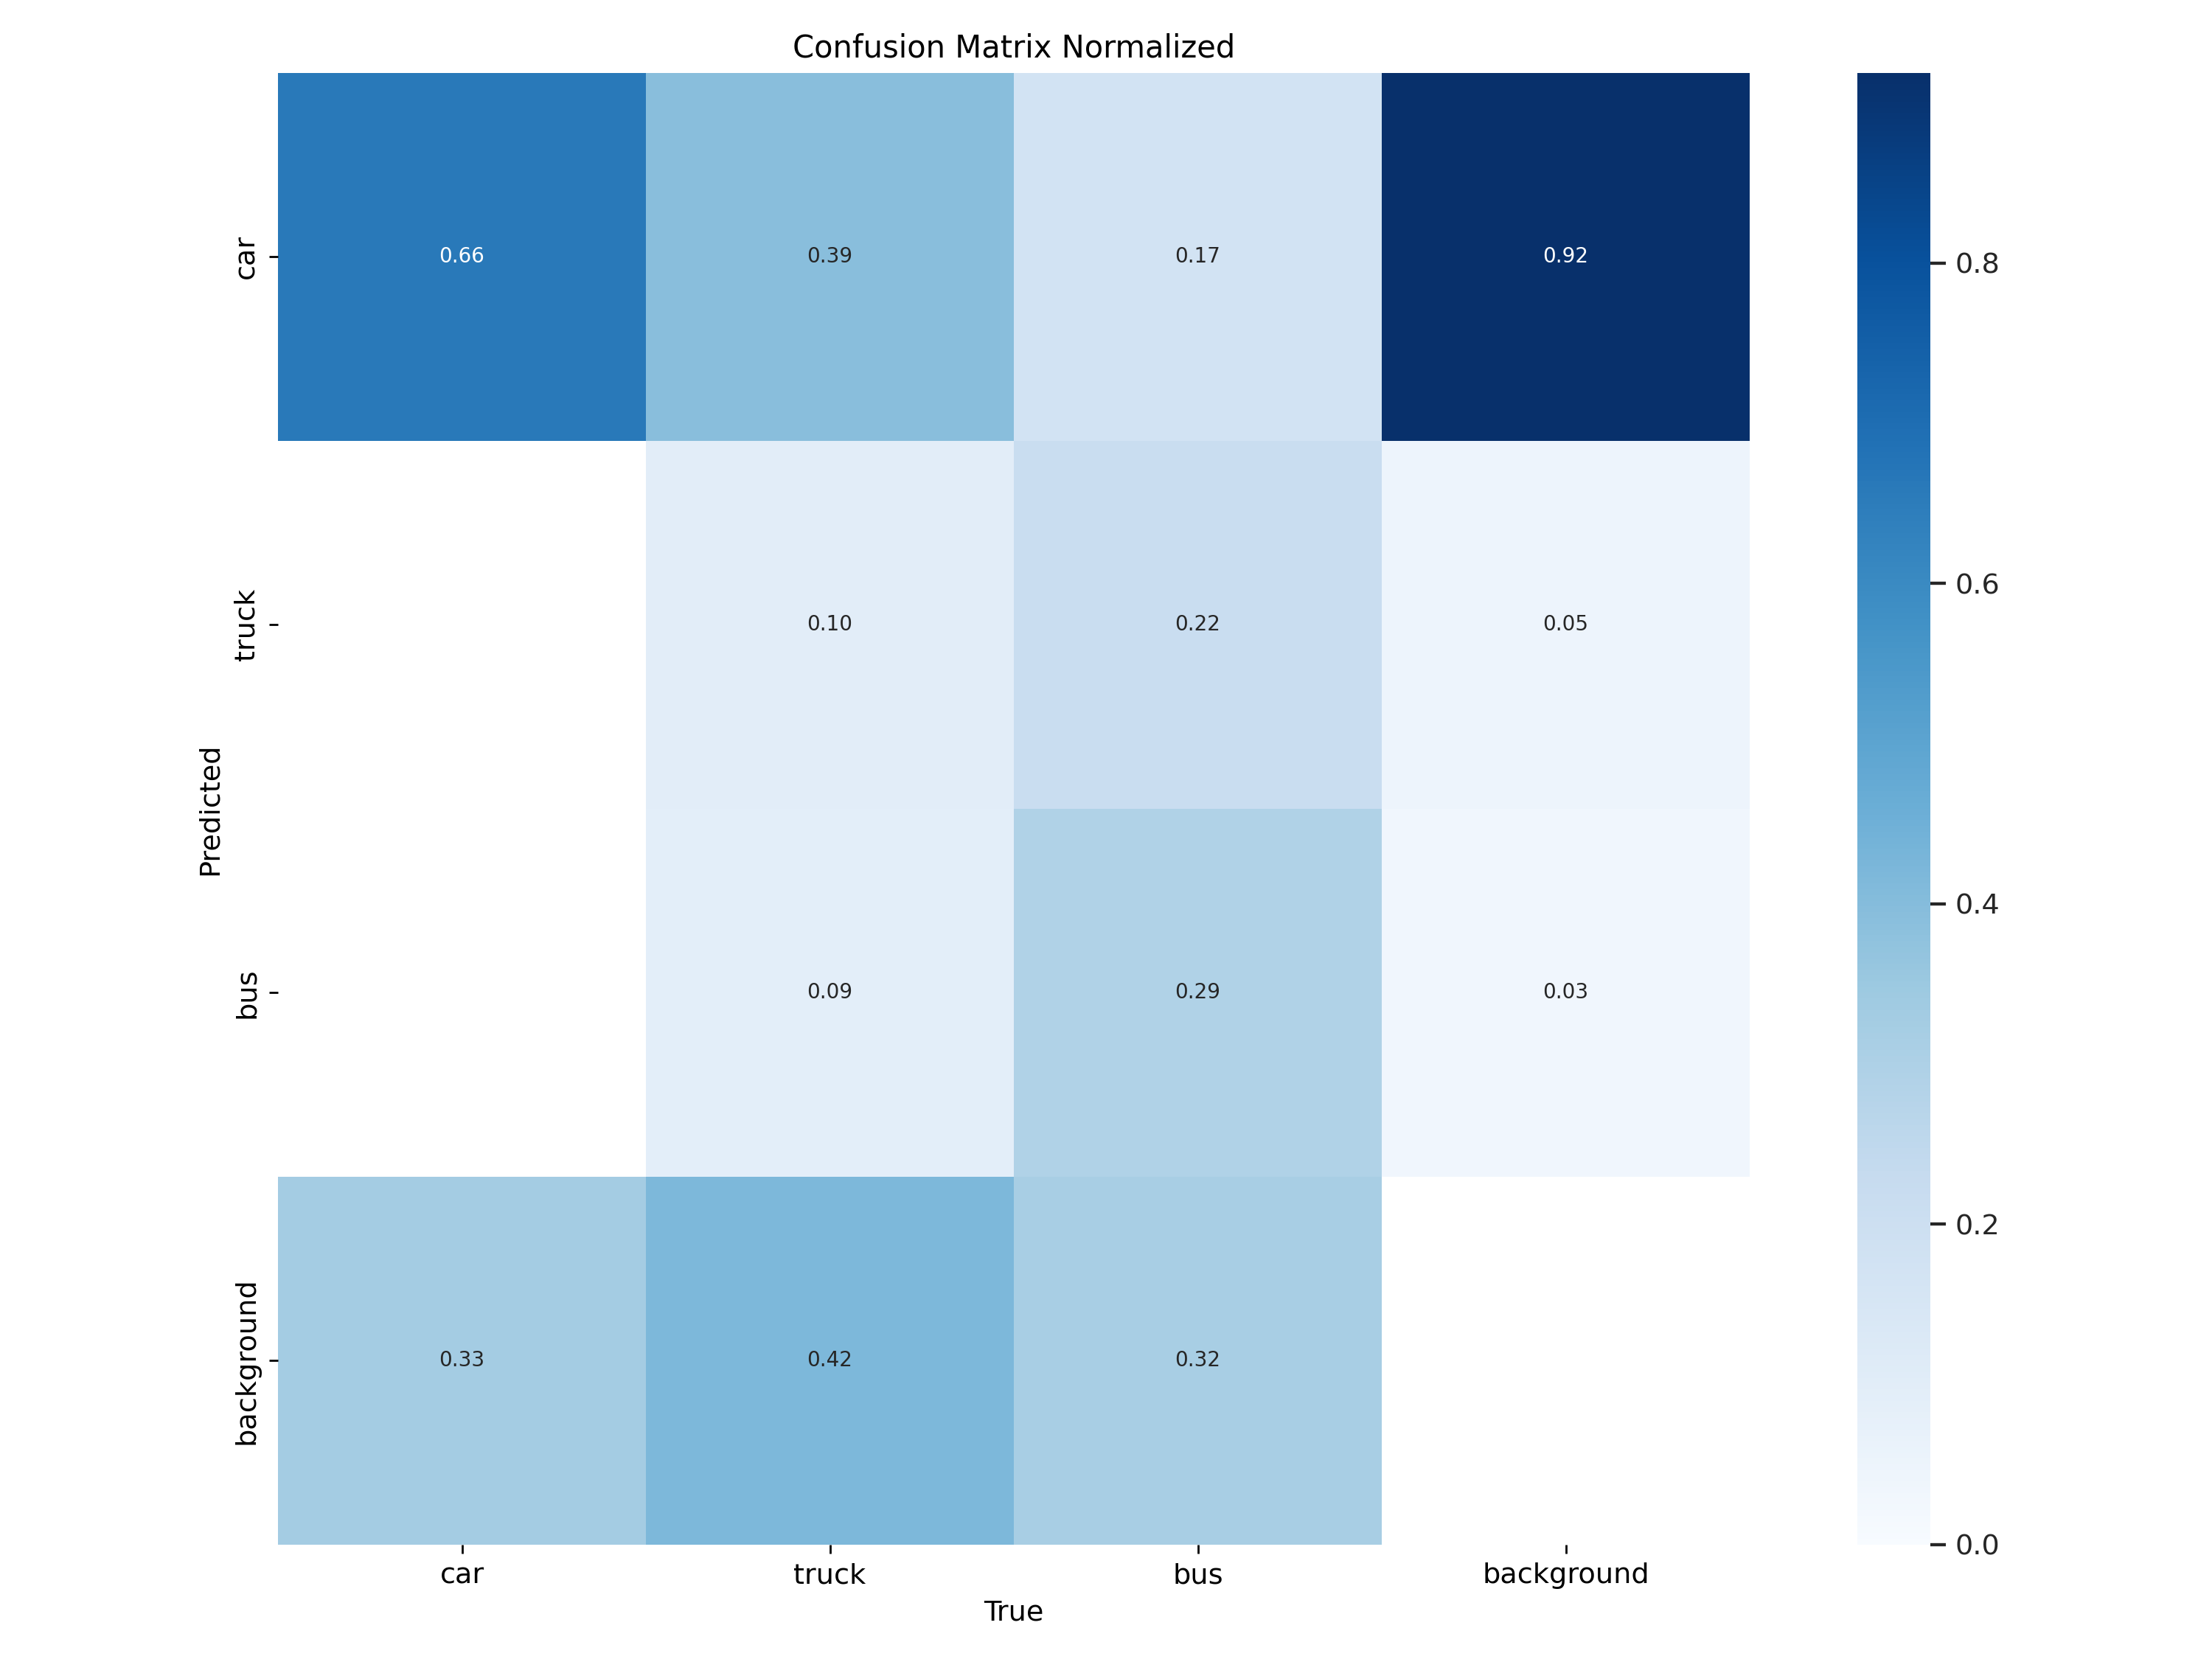 Confusion Matrix Normalized
car
0.66
0.39
0.17
0.92
0.8
truck
0.10
0.22
0.05
0.6
Predicted
0.4
bus
0.09
0.29
0.03
0.2
background
0.33
0.42
0.32
0.0
car
truck
bus
background
True